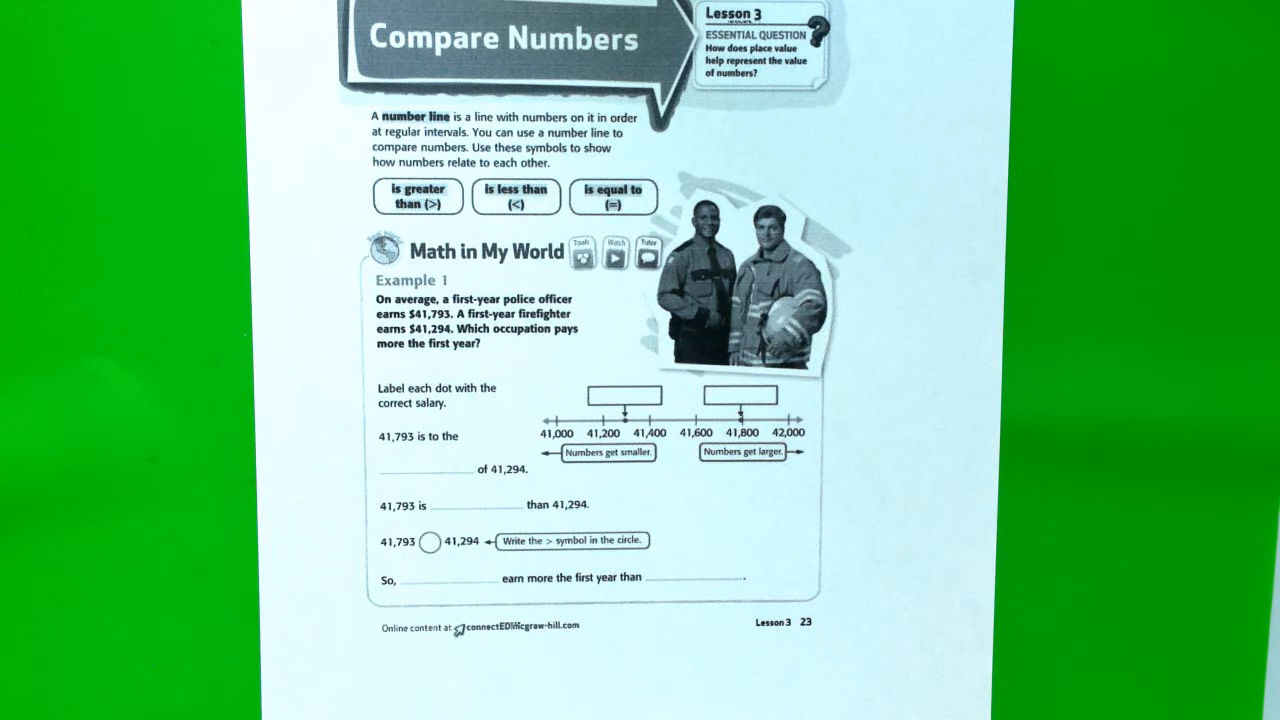 Compare Numbers
Lesson 3
ESSENTIAL QUESTION
How does place value
help represent the value
of numbers?
A number line is a line with numbers on it in order
at regular intervals. You can use a number line to
compare numbers. Use these symbols to show
how numbers relate to each other.
is greater
than (>)
is less than
(<)
is equal to
(=)
Math in My World
Tools
Watch
Tutor
Example 1
On average, a first-year police officer
earns $41,793. A first-year firefighter
earns $41,294. Which occupation pays
more the first year?
Label each dot with the
correct salary.
41,000 41,200 41,400 41,600 41,800 42,000
Numbers get smaller.
Numbers get larger.
41,793 is to the
of 41,294.
41,793 is than 41,294.
41,793 41,294 Write the > symbol in the circle.
So, earn more the first year than .
Online content at connectED.mcgraw-hill.com
Lesson 3 23